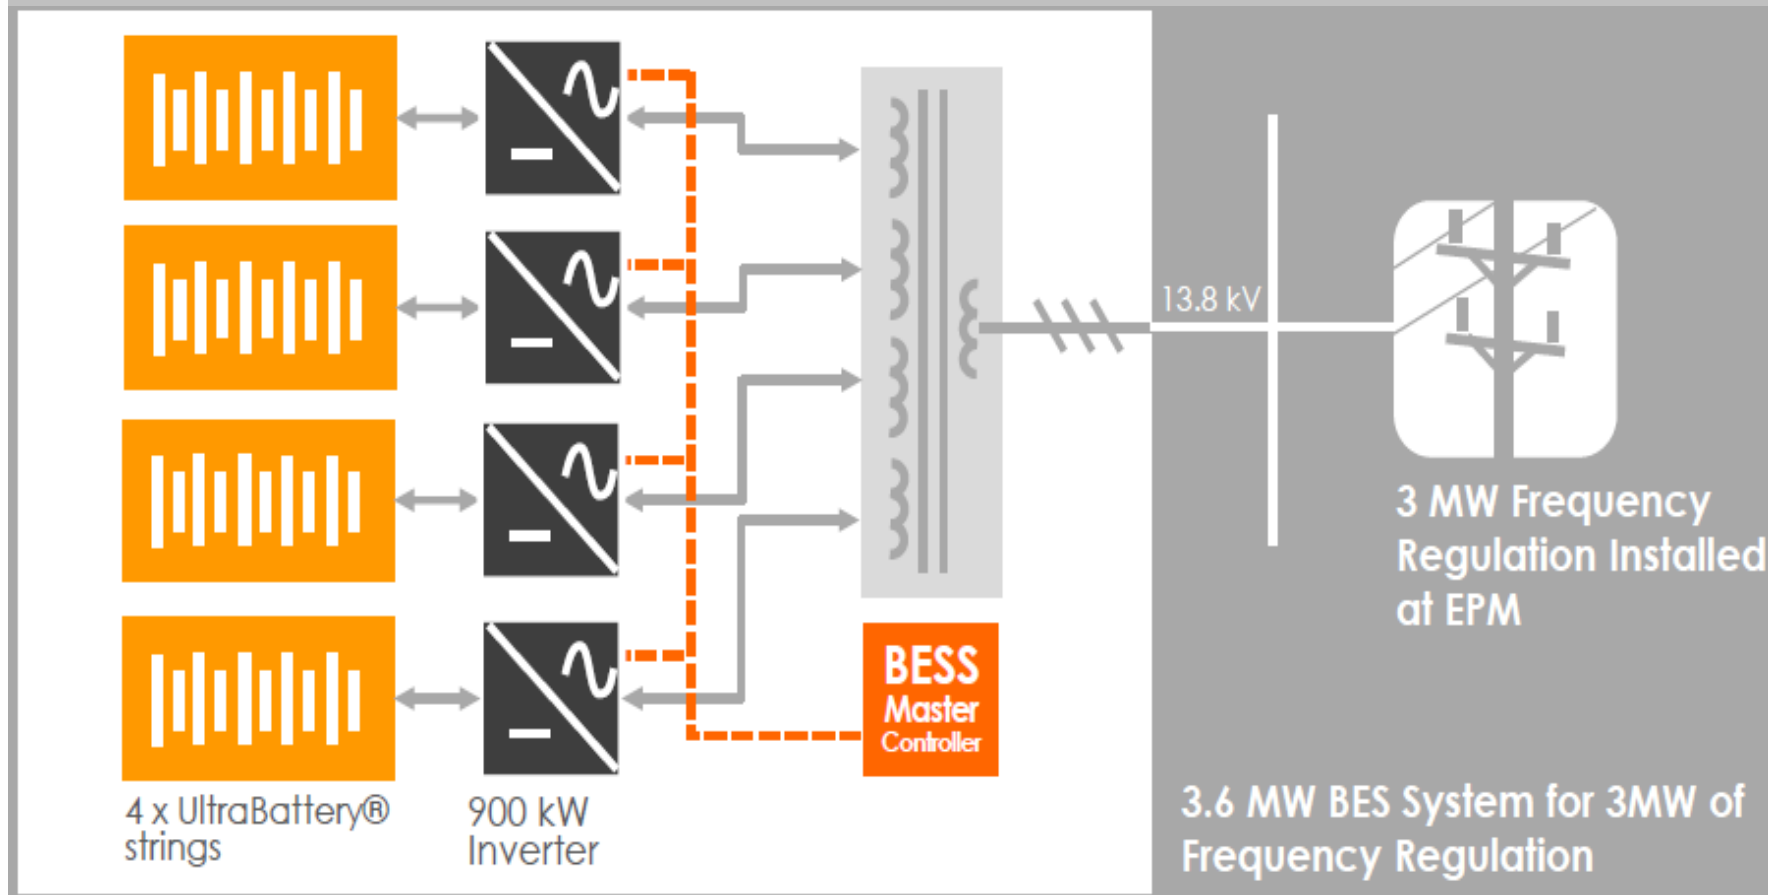 13.8 kV
3 MW Frequency
Regulation Installed
at EPM
BESS
Master
Controller
4 x UltraBattery®
strings
900 kW
Inverter
3.6 MW BES System for 3MW of
Frequency Regulation